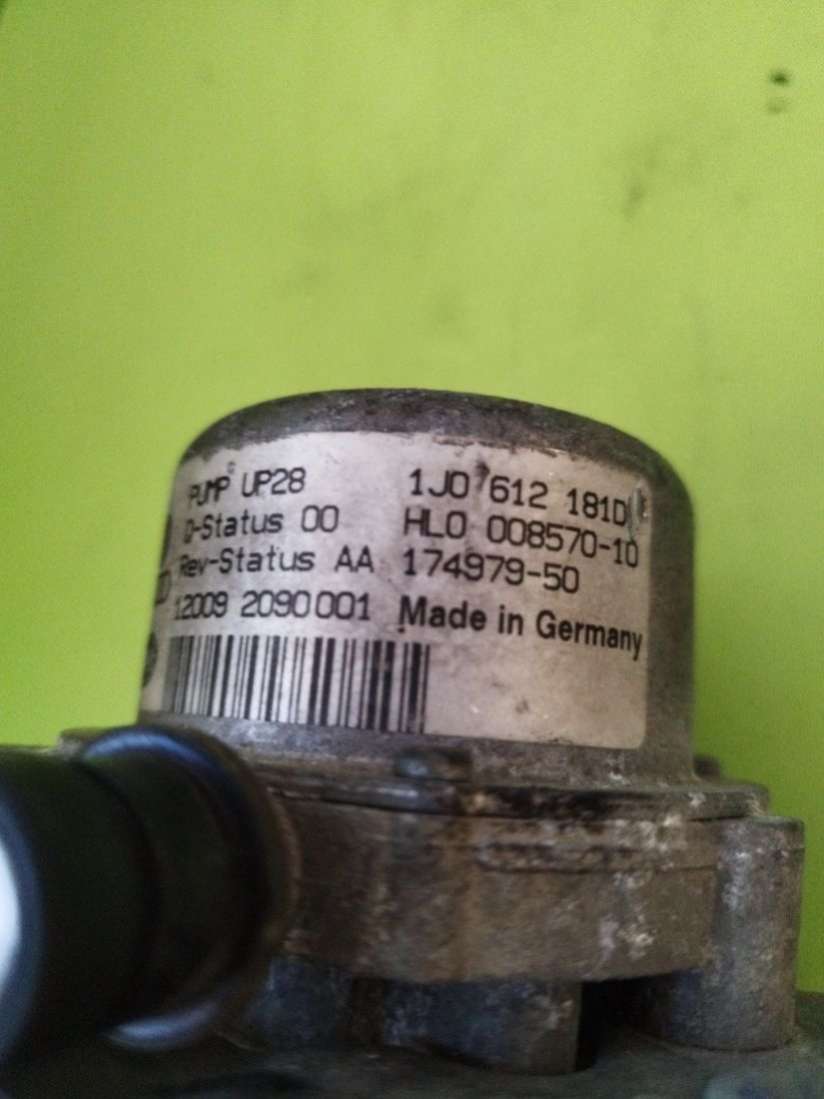 PUMP UP28 1J0 612 181D
D-Status 00 HLO 008570-10
Rev-Status AA 174979-50
12009 2090001 Made in Germany